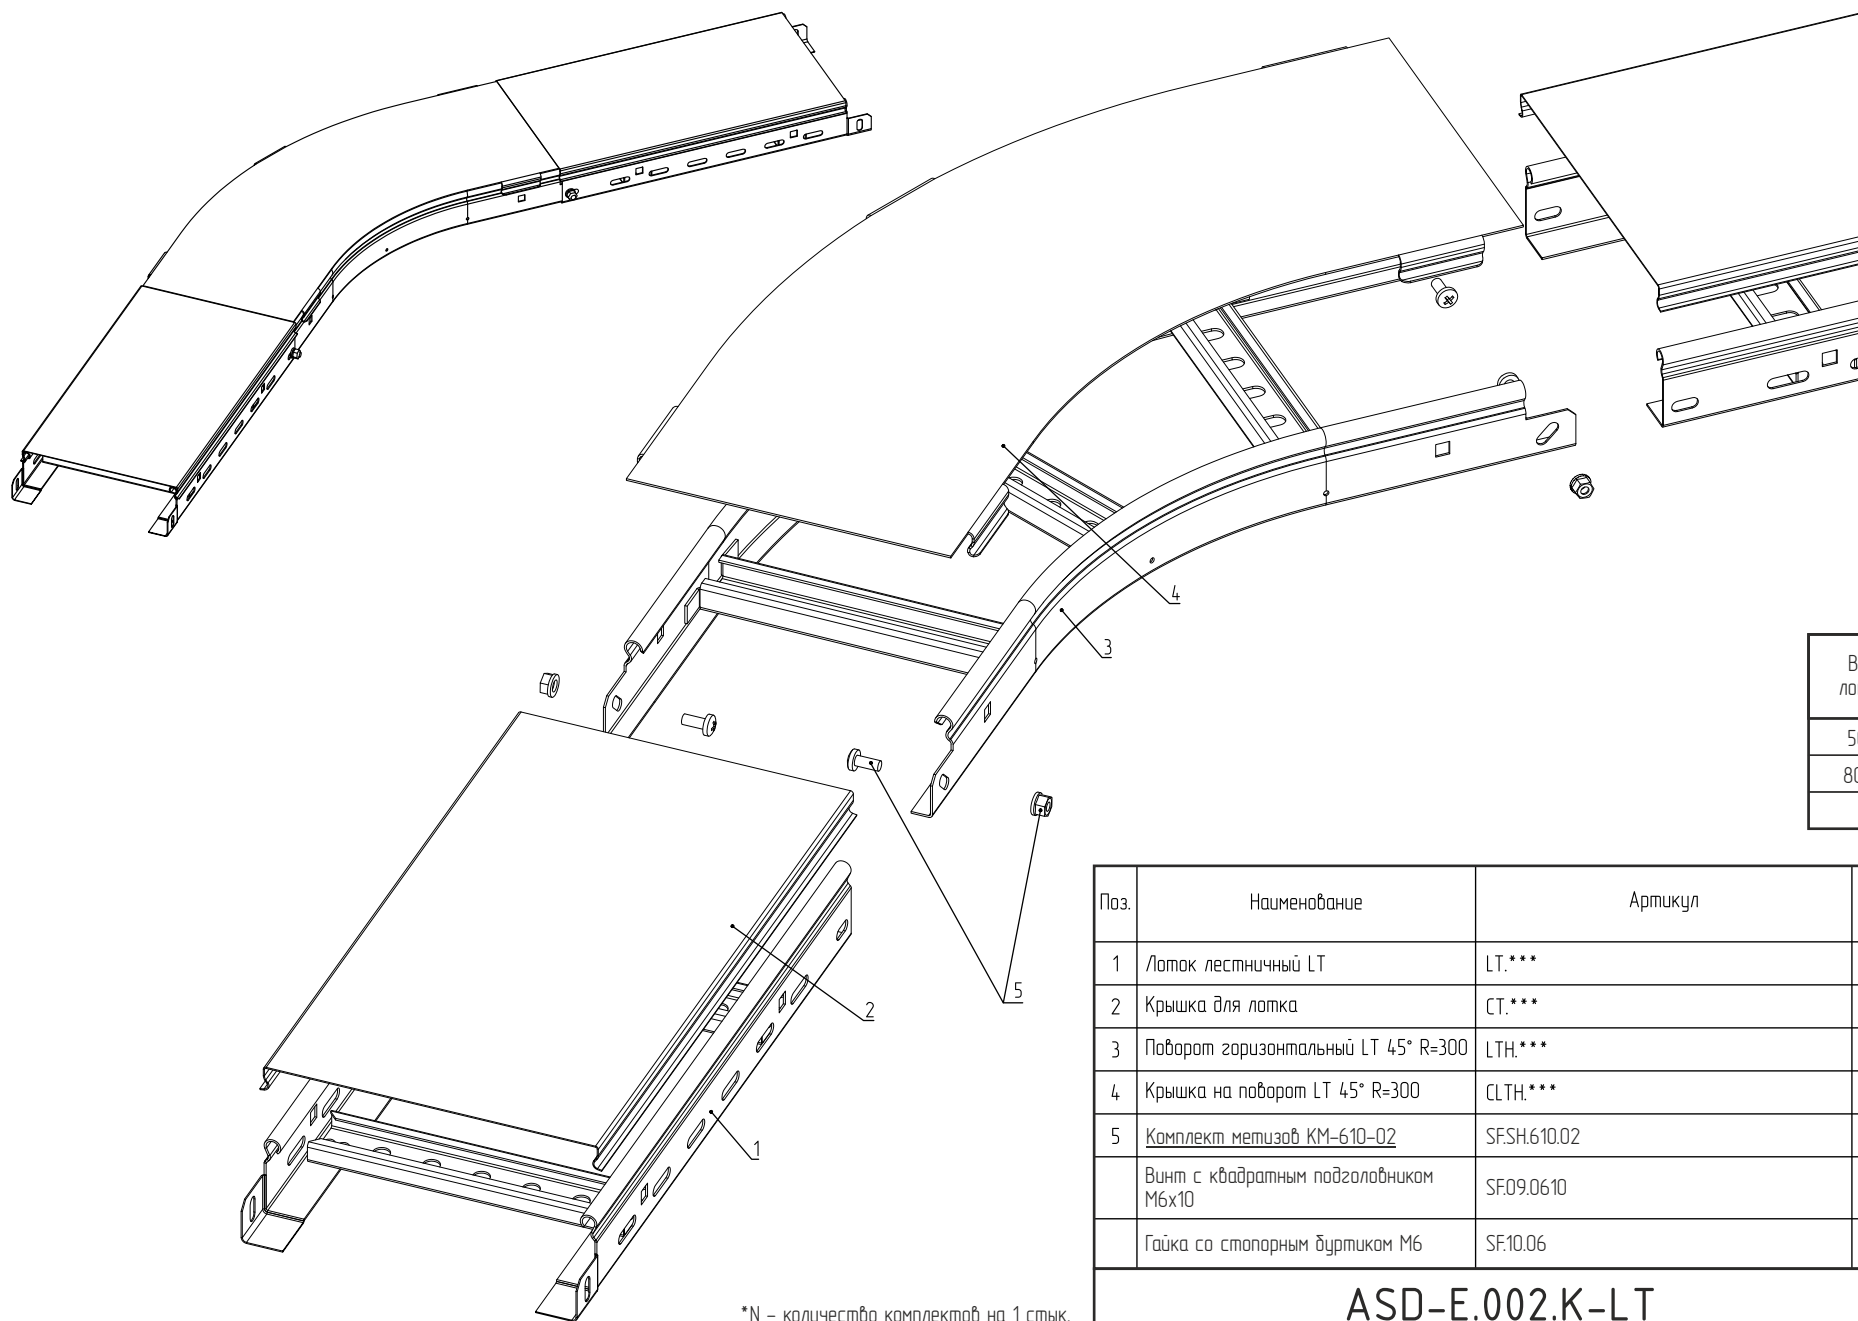 4
3
2
5
1
5
80
Поз.
Наименование
Артикул
1
Лоток лестничный LT
LT.***
2
Крышка для лотка
CT.***
3
Поворот горизонтальный LT 45° R=300
LTH.***
4
Крышка на поворот LT 45° R=300
CLTH.***
5
Комплект метизов КМ-610-02
SF.SH.610.02
Винт с квадратным подголовником
М6х10
SF.09.0610
Гайка со стопорным буртиком М6
SF.10.06
*N – количество комплектов на 1 стык.
ASD-E.002.K-LT